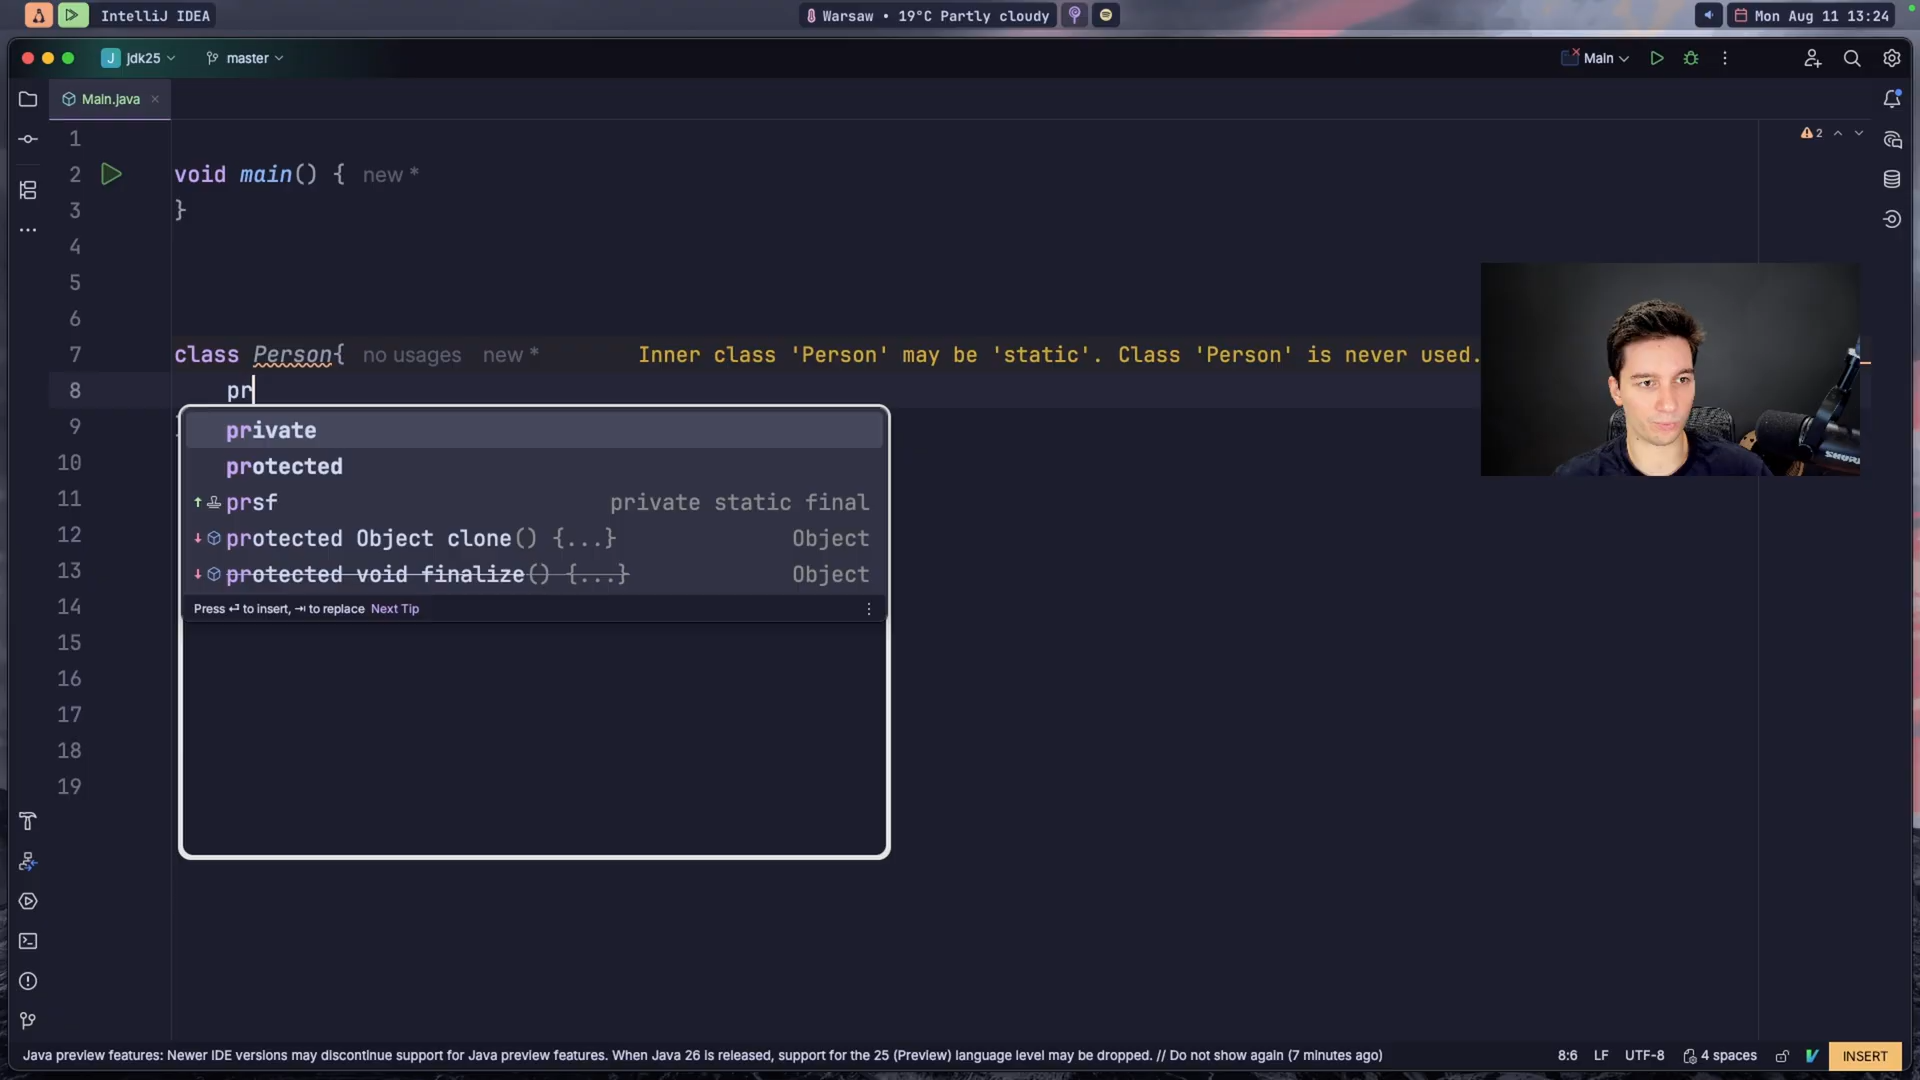 IntelliJ IDEA
Warsaw • 19°C Partly cloudy
Mon Aug 11 13:24
J jdk25
master
Main
Main.java
2
1
2 void main() { new *
3 }
4
5
6
7 class Person{ no usages new * Inner class 'Person' may be 'static'. Class 'Person' is never used.
8 pr
9
private
10
protected
11
prsf private static final
12
protected Object clone() {...} Object
13
protected void finalize() {...} Object
14
Press ⏎ to insert, ⇥ to replace Next Tip
15
16
17
18
19
SHURE
Java preview features: Newer IDE versions may discontinue support for Java preview features. When Java 26 is released, support for the 25 (Preview) language level may be dropped. // Do not show again (7 minutes ago)
8:6 LF UTF-8 4 spaces INSERT